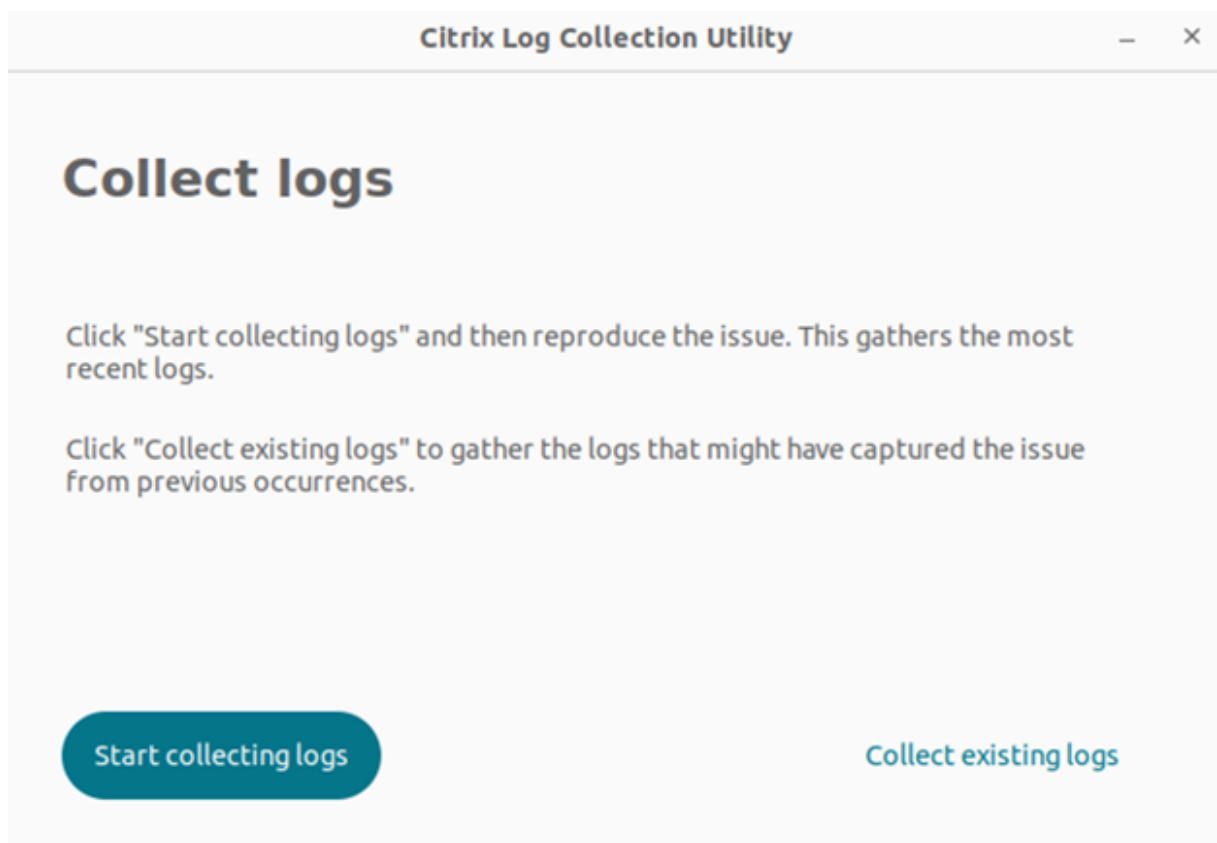 Citrix Log Collection Utility
Collect logs
Click "Start collecting logs" and then reproduce the issue. This gathers the most
recent logs.
Click "Collect existing logs" to gather the logs that might have captured the issue
from previous occurrences.
Start collecting logs
Collect existing logs